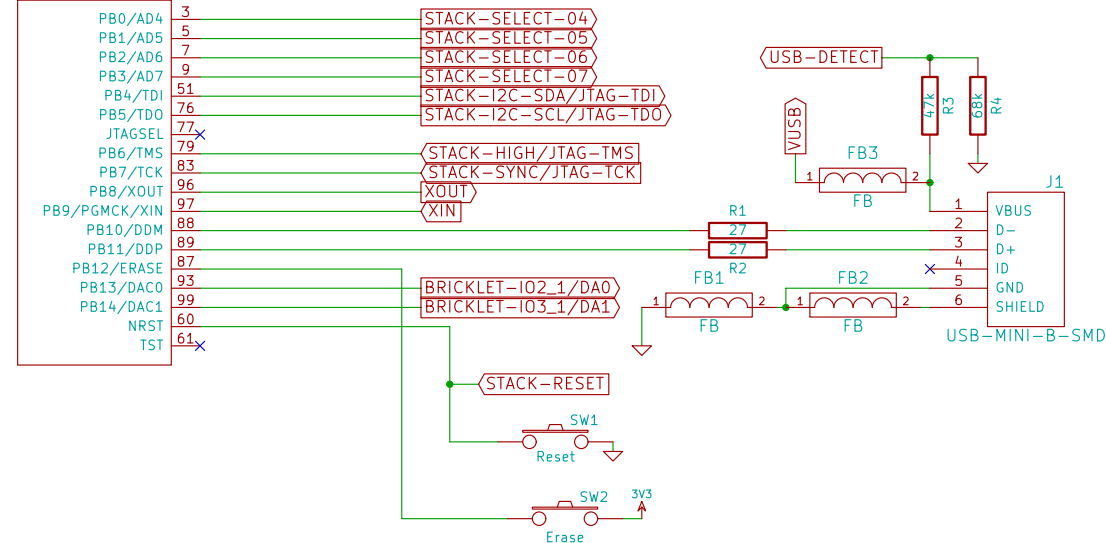 PB0/AD4 3 STACK-SELECT-04
PB1/AD5 5 STACK-SELECT-05
PB2/AD6 7 STACK-SELECT-06
PB3/AD7 9 STACK-SELECT-07
PB4/TDI 51 STACK-I2C-SDA/JTAG-TDI
PB5/TDO 76 STACK-I2C-SCL/JTAG-TDO
JTAGSEL 77
PB6/TMS 79 STACK-HIGH/JTAG-TMS
PB7/TCK 83 STACK-SYNC/JTAG-TCK
PB8/XOUT 96 XOUT
PB9/PGMCK/XIN 97 XIN
PB10/DDM 88
PB11/DDP 89
PB12/ERASE 87
PB13/DAC0 93 BRICKLET-IO2_1/DA0
PB14/DAC1 99 BRICKLET-IO3_1/DA1
NRST 60
TST 61
STACK-RESET
SW1
Reset
SW2
3V3
Erase
USB-DETECT
47k
R3
68k
R4
VUSB
FB3
1 2
FB
R1
27
27
R2
FB1
1 2
FB
FB2
1 2
FB
J1
1 VBUS
2 D-
3 D+
4 ID
5 GND
6 SHIELD
USB-MINI-B-SMD